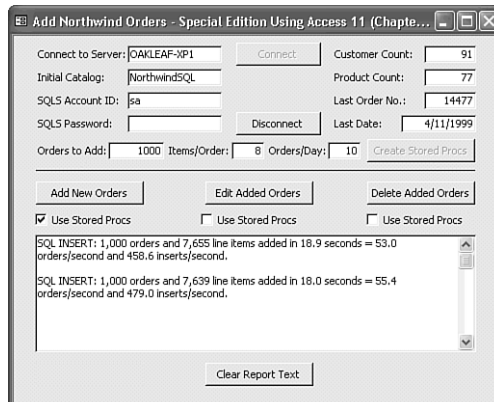 Add Northwind Orders - Special Edition Using Access 11 (Chapte...
Connect to Server: OAKLEAF-XP1 Connect Customer Count: 91
Initial Catalog: NorthwindSQL Product Count: 77
SQLS Account ID: sa Last Order No.: 14477
SQLS Password: Disconnect Last Date: 4/11/1999
Orders to Add: 1000 Items/Order: 8 Orders/Day: 10 Create Stored Procs
Add New Orders Edit Added Orders Delete Added Orders
Use Stored Procs Use Stored Procs Use Stored Procs
SQL INSERT: 1,000 orders and 7,655 line items added in 18.9 seconds = 53.0
orders/second and 458.6 inserts/second.
SQL INSERT: 1,000 orders and 7,639 line items added in 18.0 seconds = 55.4
orders/second and 479.0 inserts/second.
Clear Report Text